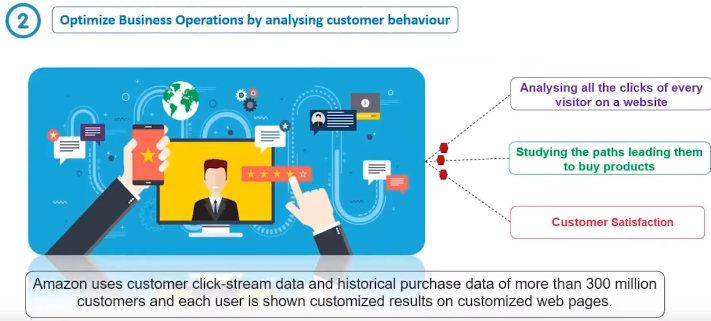 2
Optimize Business Operations by analysing customer behaviour
Analysing all the clicks of every
visitor on a website
Studying the paths leading them
to buy products
Customer Satisfaction
Amazon uses customer click-stream data and historical purchase data of more than 300 million
customers and each user is shown customized results on customized web pages.